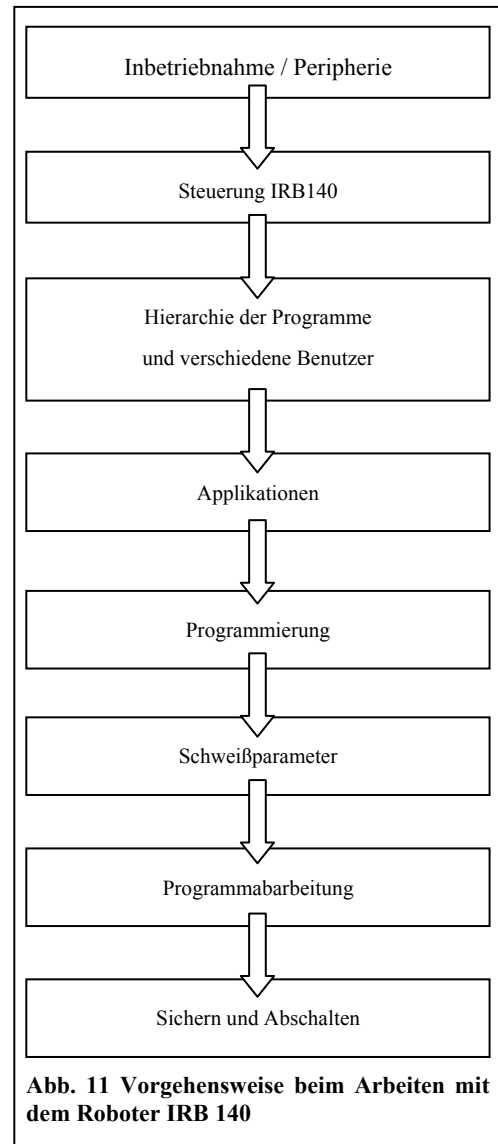 Inbetriebnahme / Peripherie
Steuerung IRB140
Hierarchie der Programme
und verschiedene Benutzer
Applikationen
Programmierung
Schweißparameter
Programmabarbeitung
Sichern und Abschalten
Abb. 11 Vorgehensweise beim Arbeiten mit
dem Roboter IRB 140